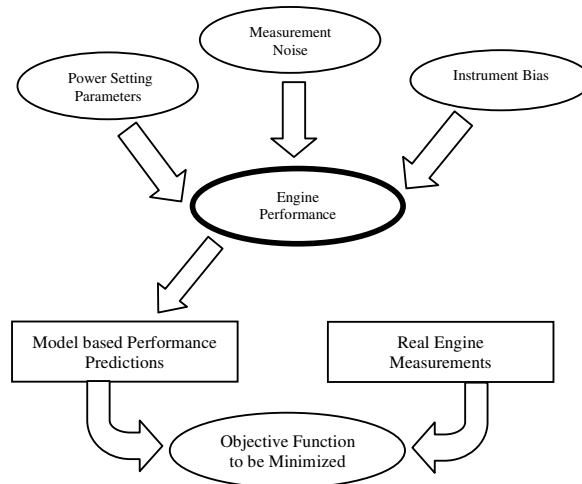 Measurement
Noise
Power Setting
Parameters
Instrument Bias
Engine
Performance
Model based Performance
Predictions
Real Engine
Measurements
Objective Function
to be Minimized